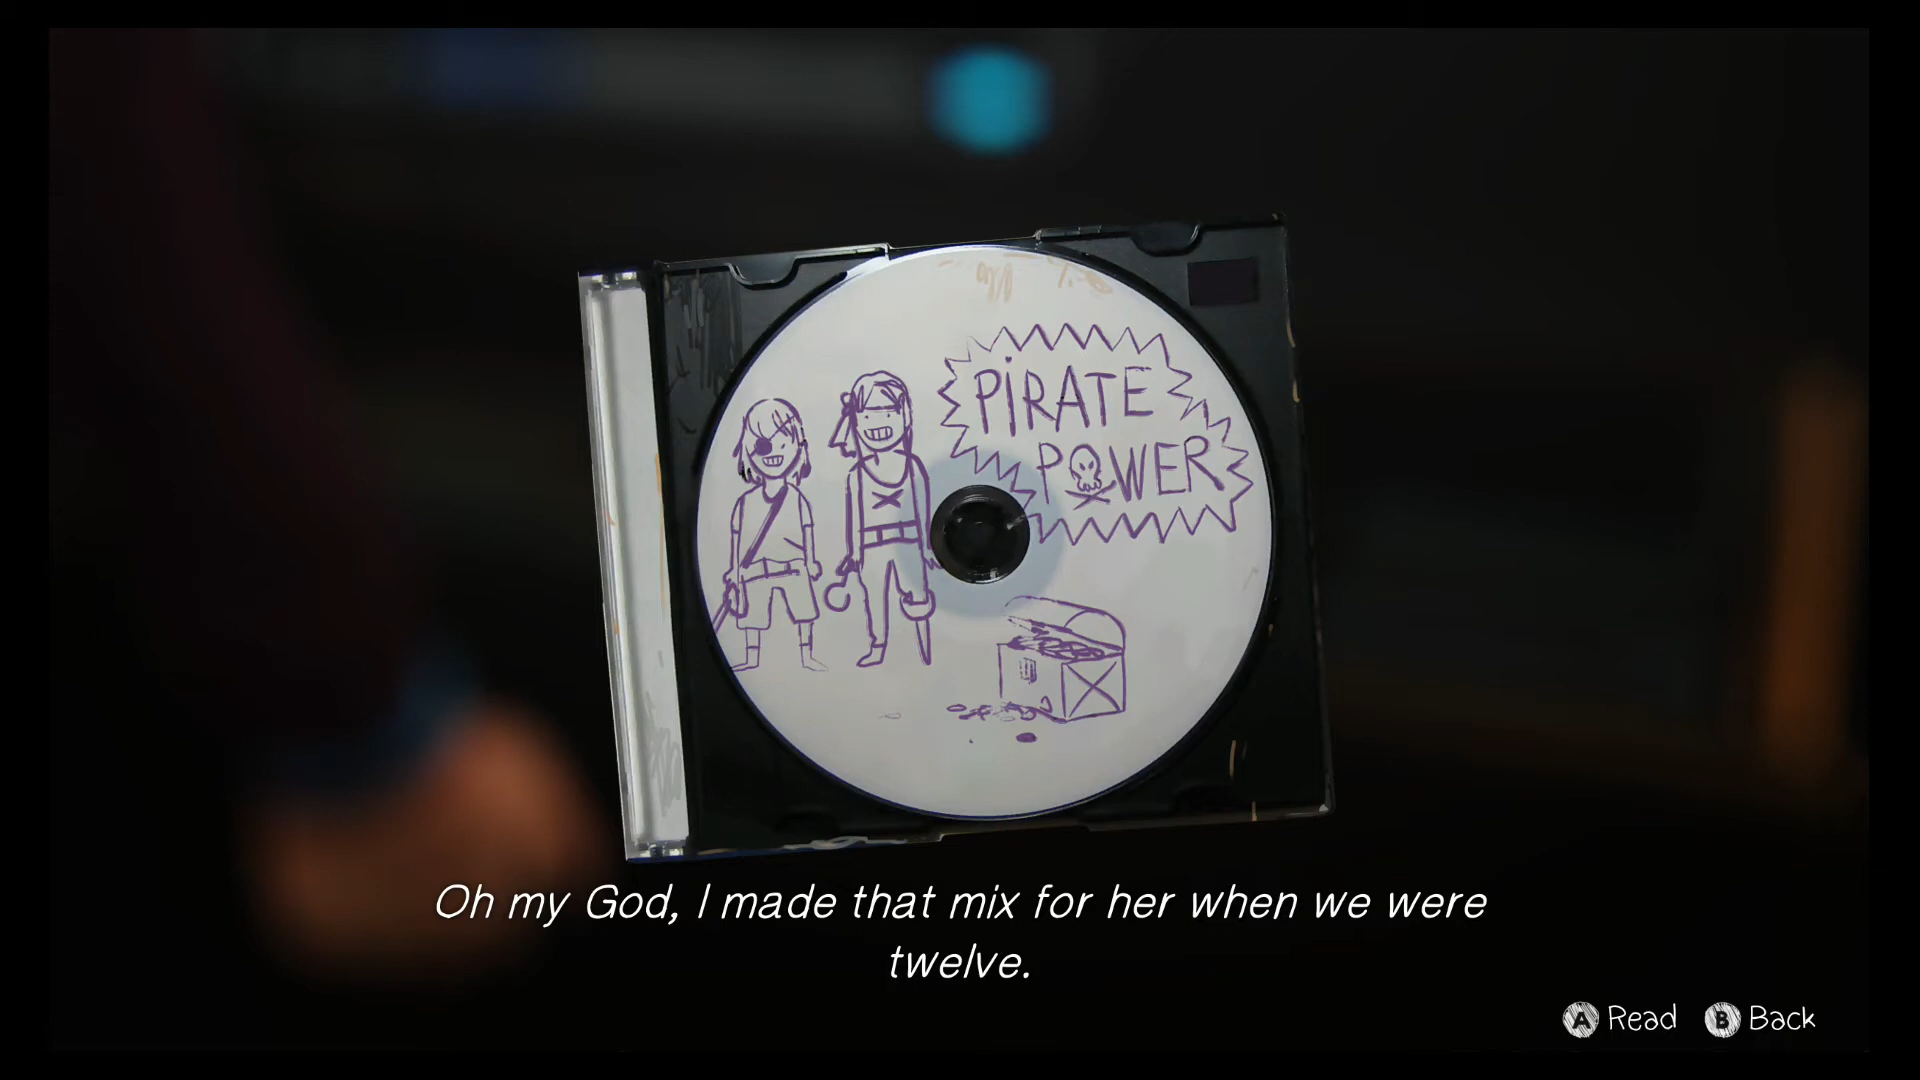 PiRATE
POWER
Oh my God, I made that mix for her when we were
twelve.
A Read B Back